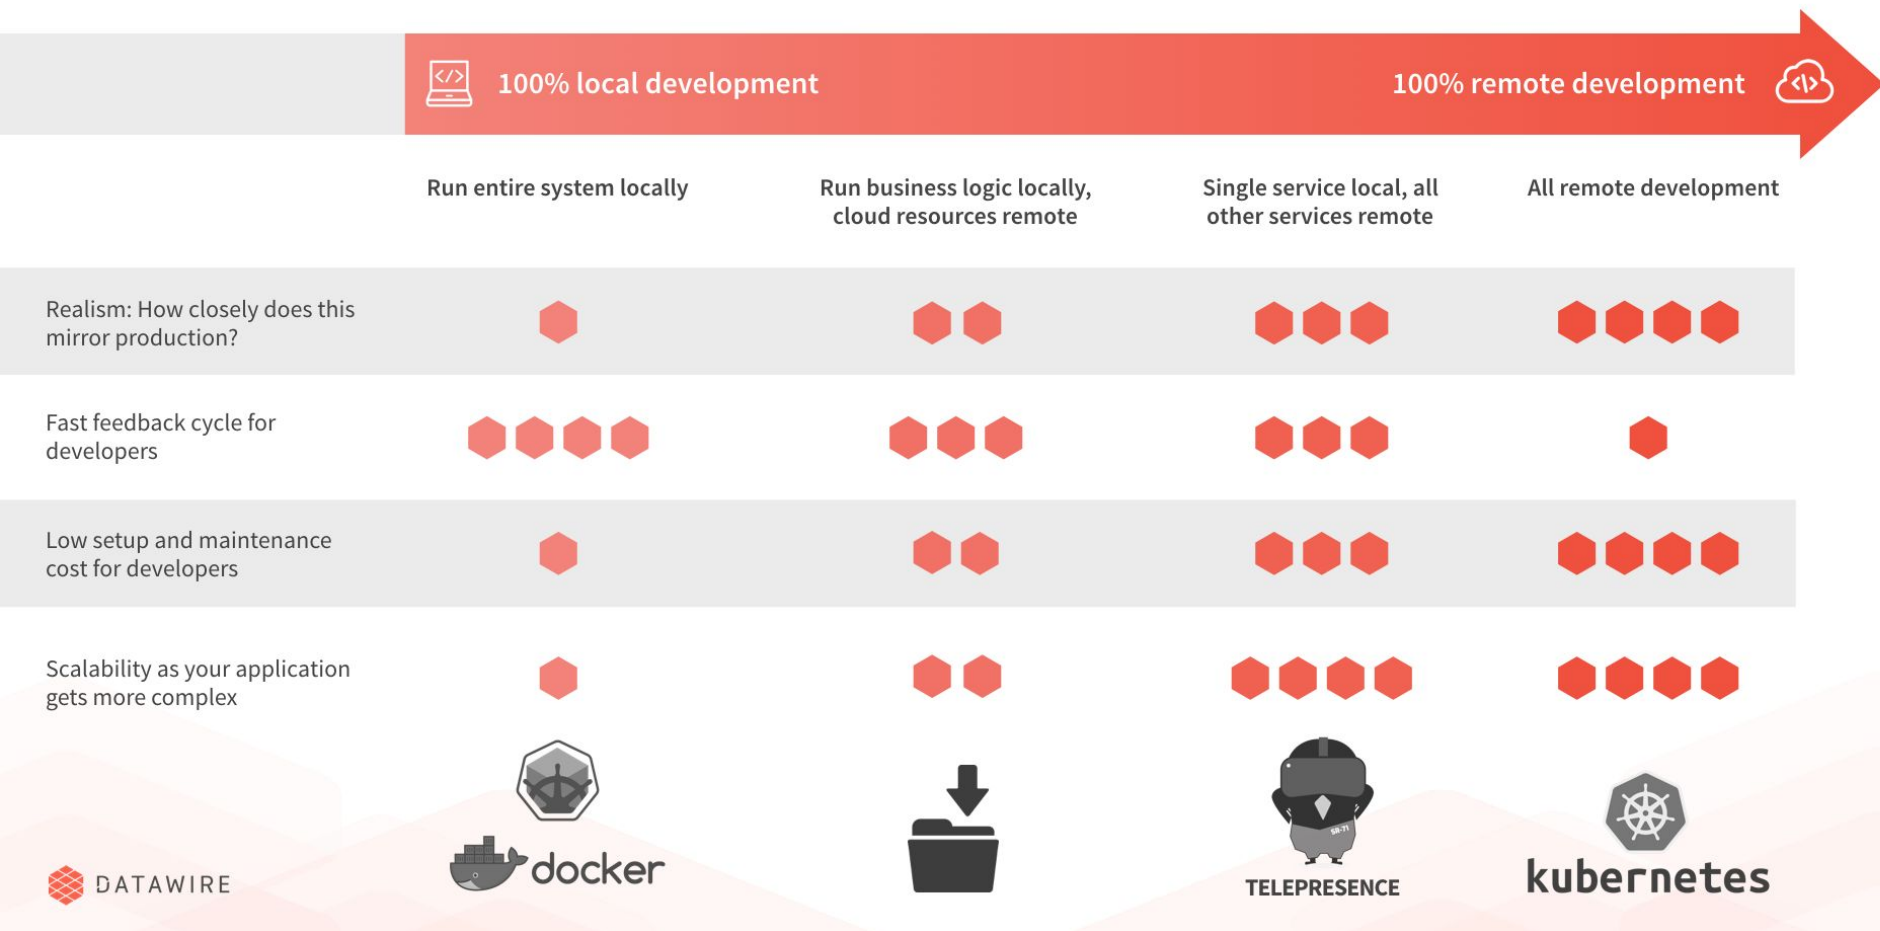 100% local development
100% remote development
Run entire system locally
Run business logic locally,
cloud resources remote
Single service local, all
other services remote
All remote development
Realism: How closely does this
mirror production?
Fast feedback cycle for
developers
Low setup and maintenance
cost for developers
Scalability as your application
gets more complex
SR-71
docker
TELEPRESENCE
kubernetes
DATAWIRE